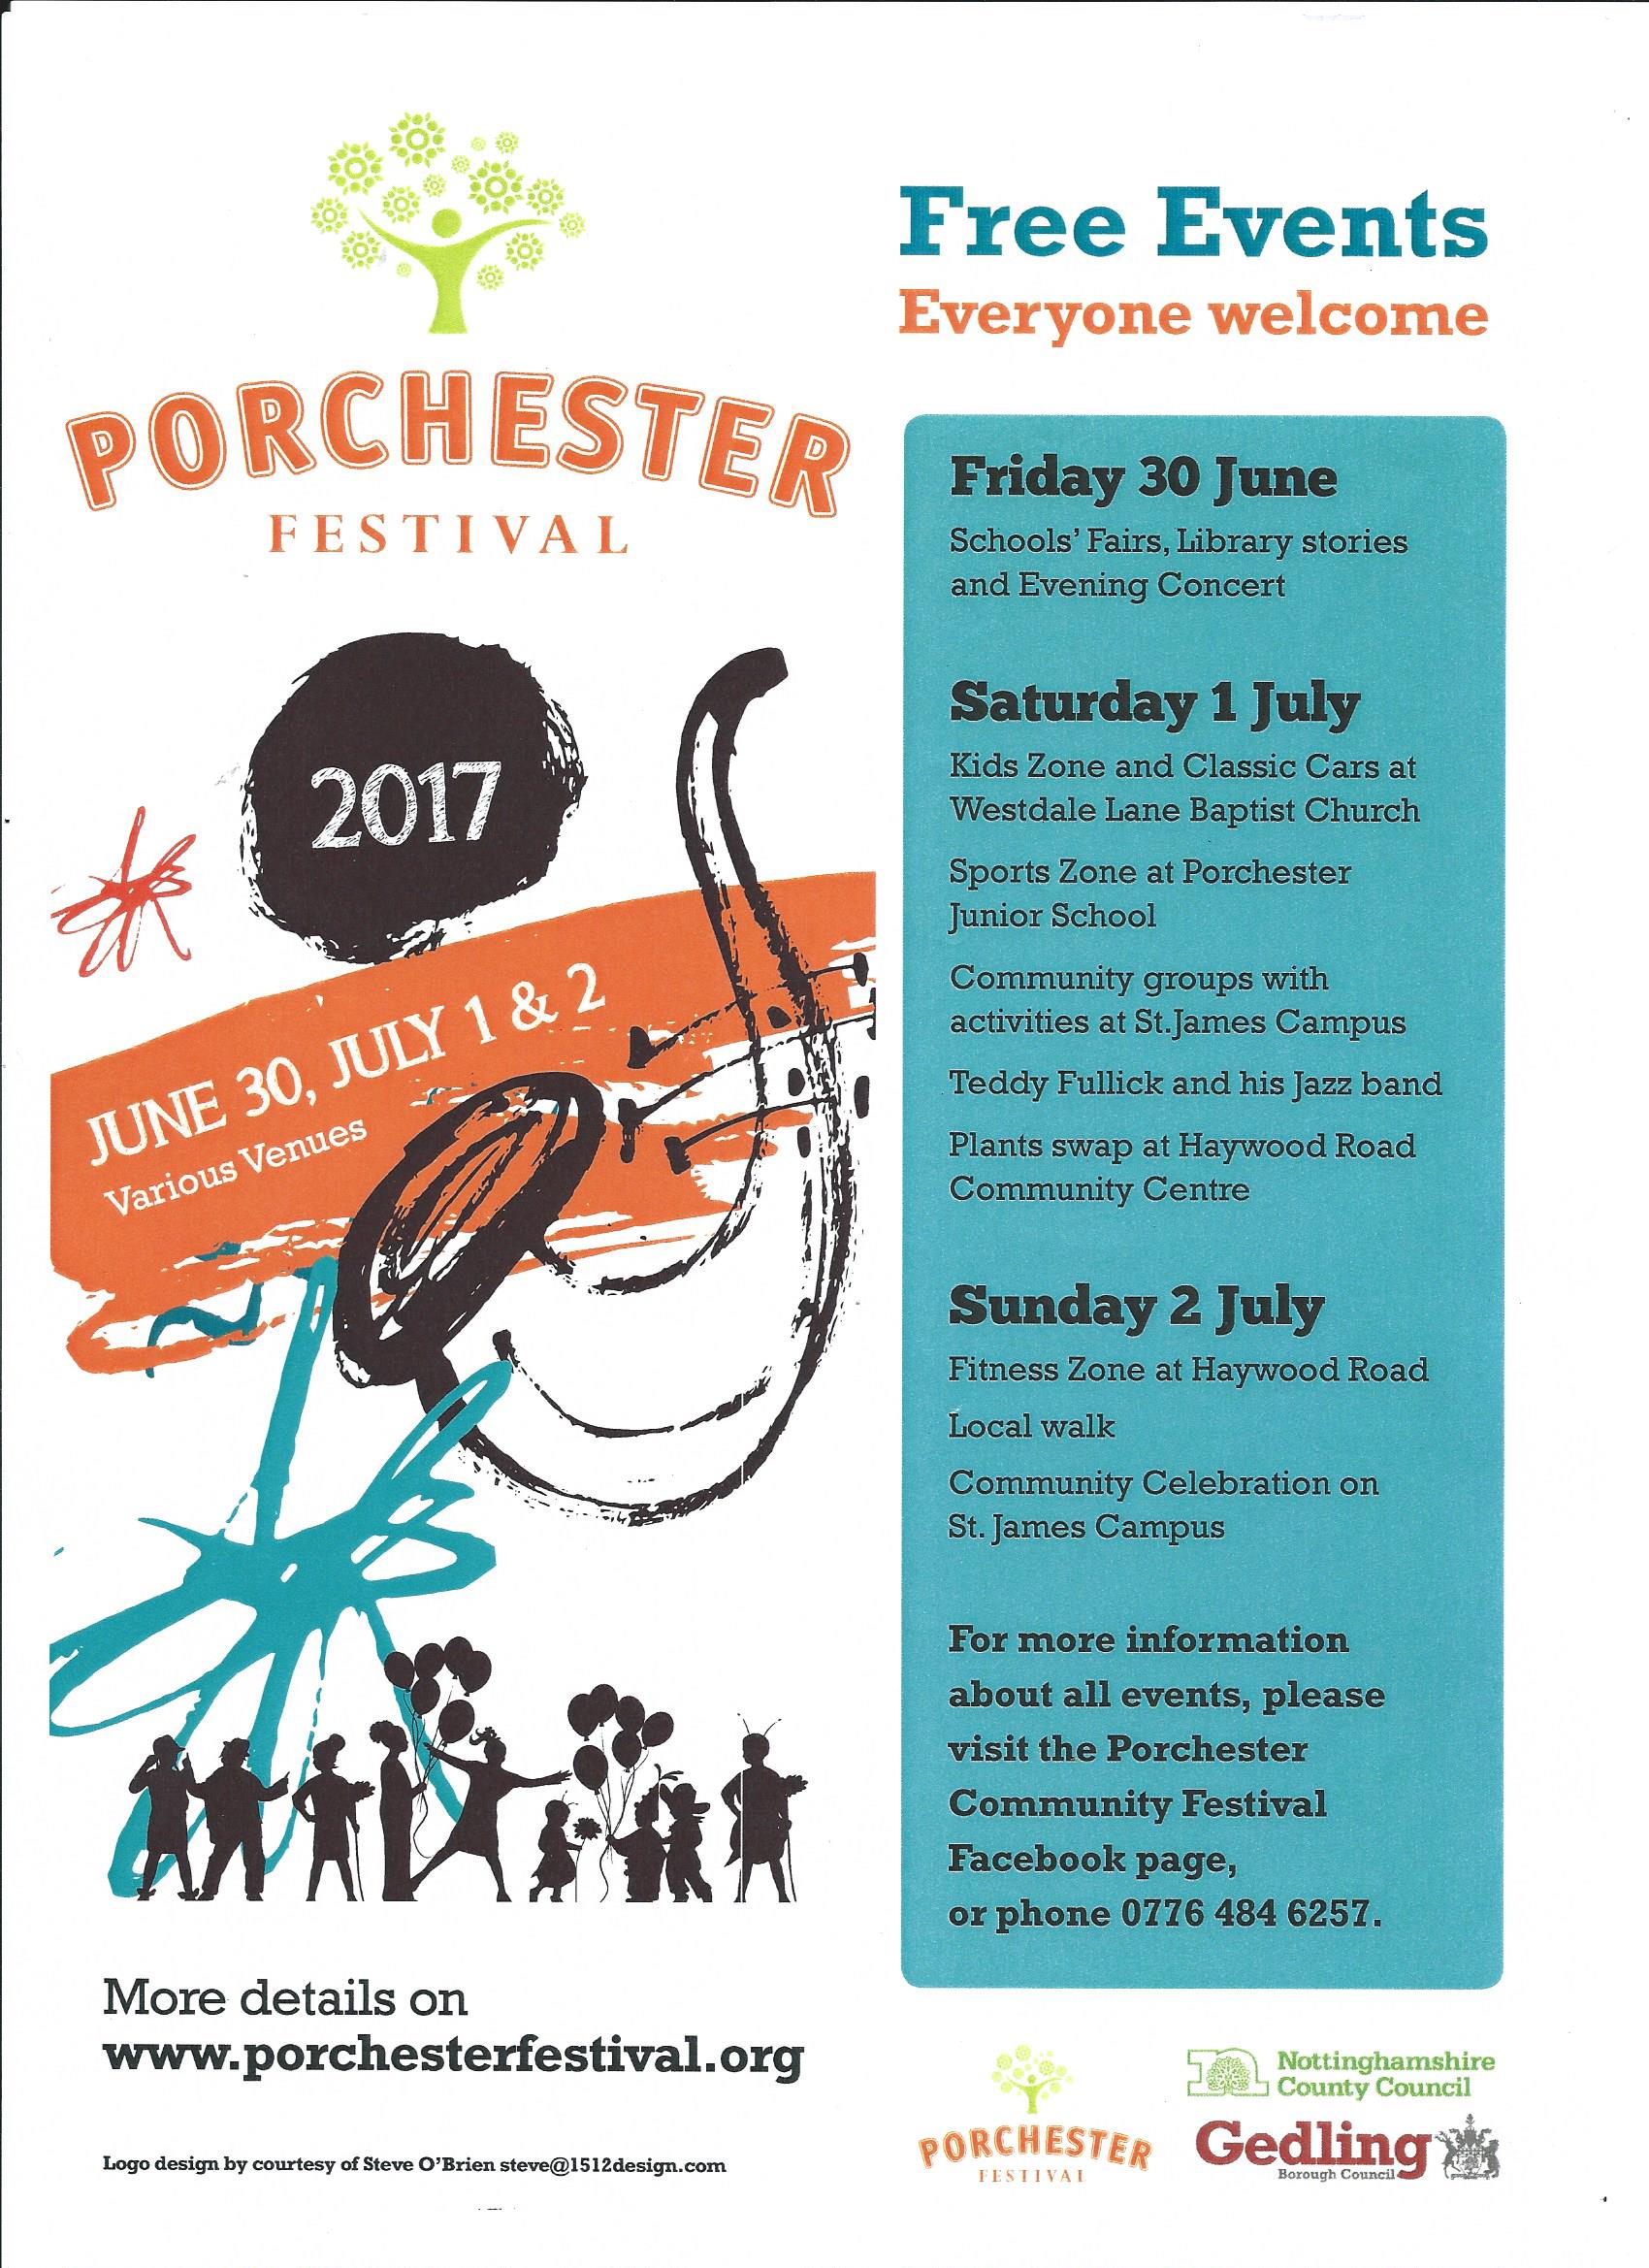 PORCHESTER
FESTIVAL
2017
JUNE 30, JULY 1 & 2
Various Venues
More details on
www.porchesterfestival.org
Logo design by courtesy of Steve O'Brien steve@1512design.com
Free Events
Everyone welcome
Friday 30 June
Schools' Fairs, Library stories
and Evening Concert
Saturday 1 July
Kids Zone and Classic Cars at
Westdale Lane Baptist Church
Sports Zone at Porchester
Junior School
Community groups with
activities at St.James Campus
Teddy Fullick and his Jazz band
Plants swap at Haywood Road
Community Centre
Sunday 2 July
Fitness Zone at Haywood Road
Local walk
Community Celebration on
St. James Campus
For more information
about all events, please
visit the Porchester
Community Festival
Facebook page,
or phone 0776 484 6257.
PORCHESTER
FESTIVAL
Nottinghamshire
County Council
Gedling
Borough Council